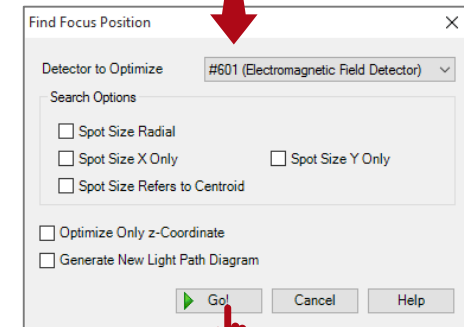 Find Focus Position
Detector to Optimize #601 (Electromagnetic Field Detector)
Search Options
Spot Size Radial
Spot Size X Only Spot Size Y Only
Spot Size Refers to Centroid
Optimize Only z-Coordinate
Generate New Light Path Diagram
Go! Cancel Help